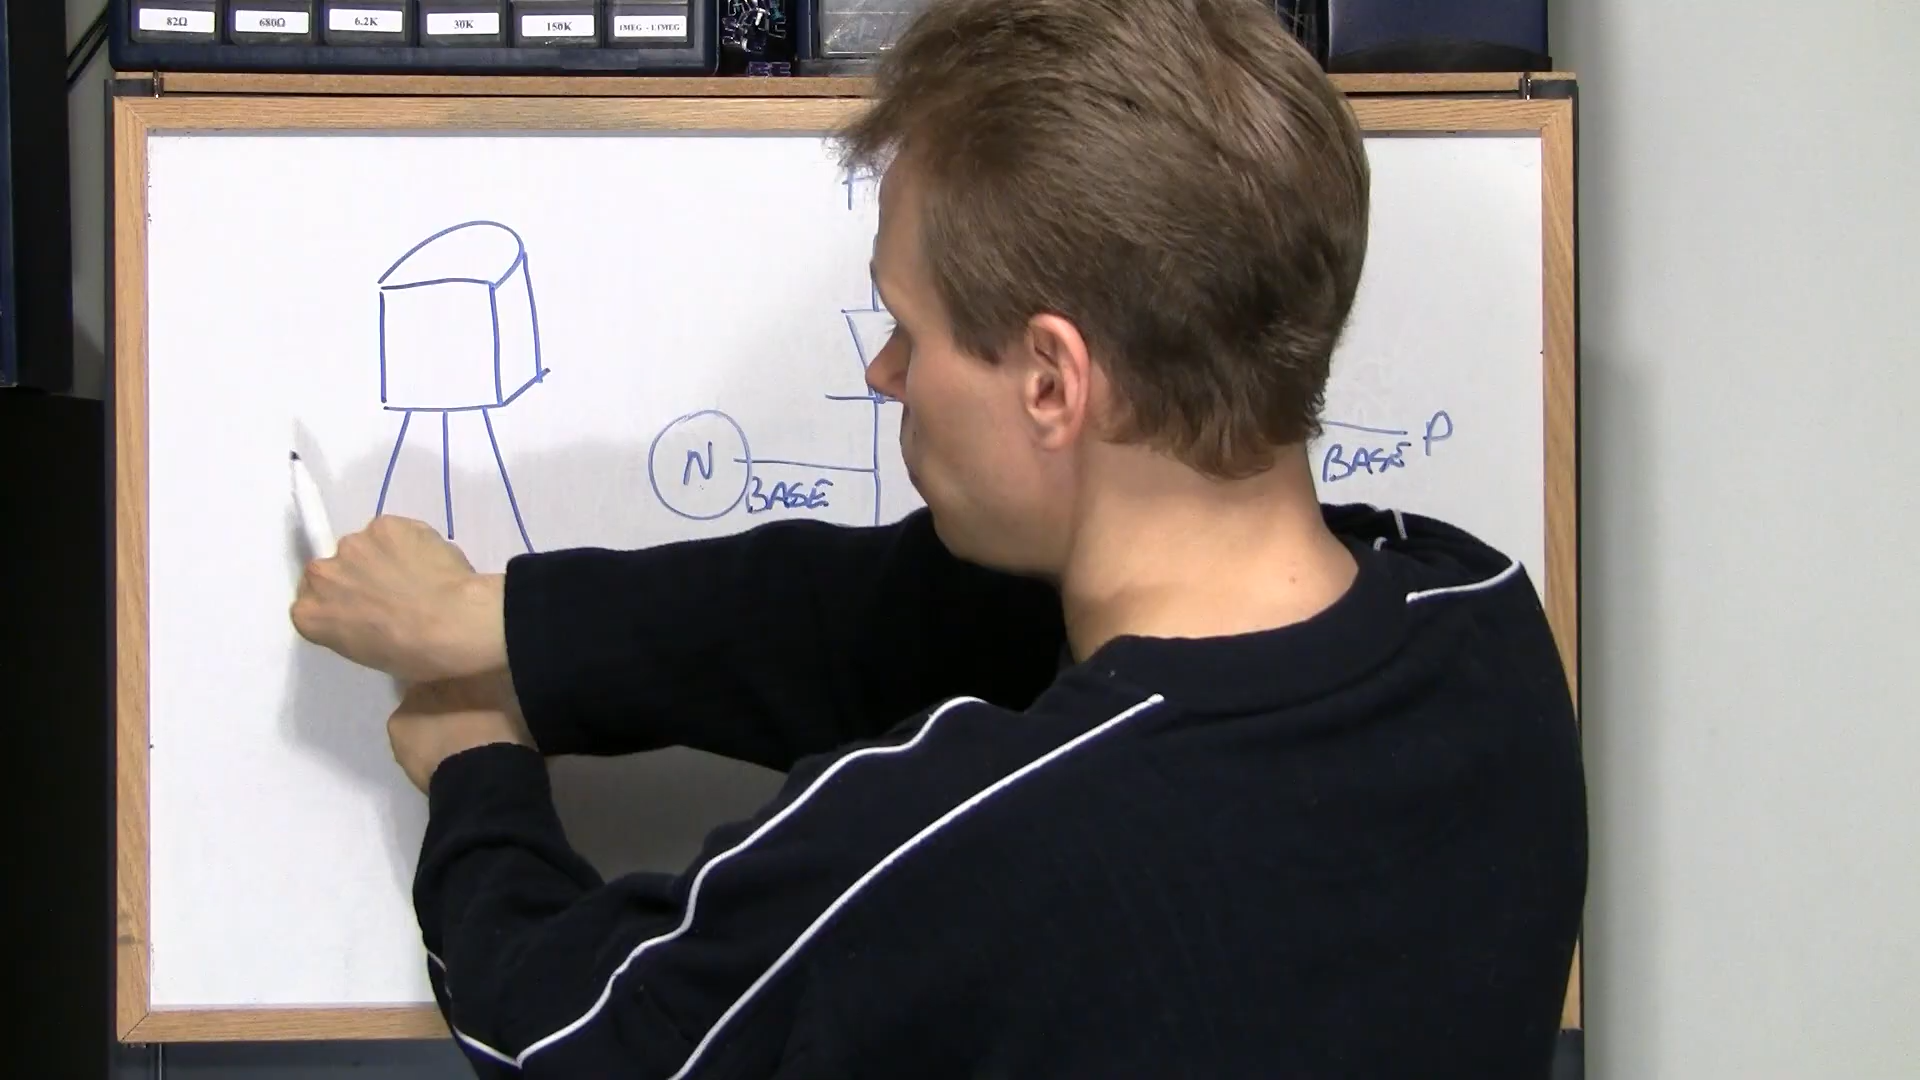 82Ω 680Ω 6.2K 30K 150K 1MEG - 1.1MEG
N BASE
BASE P